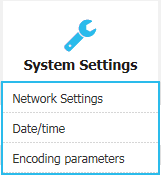 System Settings
Network Settings
Date/time
Encoding parameters